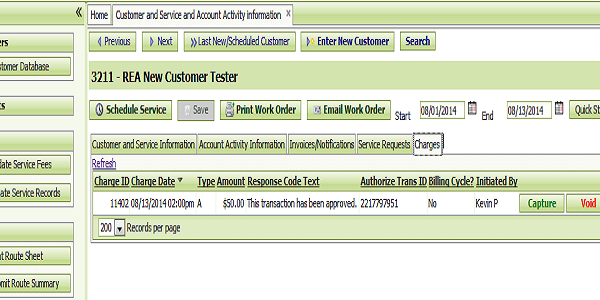 «
Home
Customer and Service and Account Activity Information ×
Previous
Next
Last New/Scheduled Customer
Enter New Customer
Search
stomer Database
3211 - REA New Customer Tester
Schedule Service
Save
Print Work Order
Email Work Order
Start 08/01/2014
End 08/13/2014
Quick St
Customer and Service Information
Account Activity Information
Invoices/Notifications
Service Requests
Charges
date Service Fees
Refresh
Charge ID Charge Date Type Amount Response Code Text Authorize Trans ID Billing Cycle? Initiated By
11402 08/13/2014 02:00pm A $50.00 This transaction has been approved. 2217797951 No Kevin P Capture Void
200 Records per page
ate Service Records
t Route Sheet
mit Route Summary